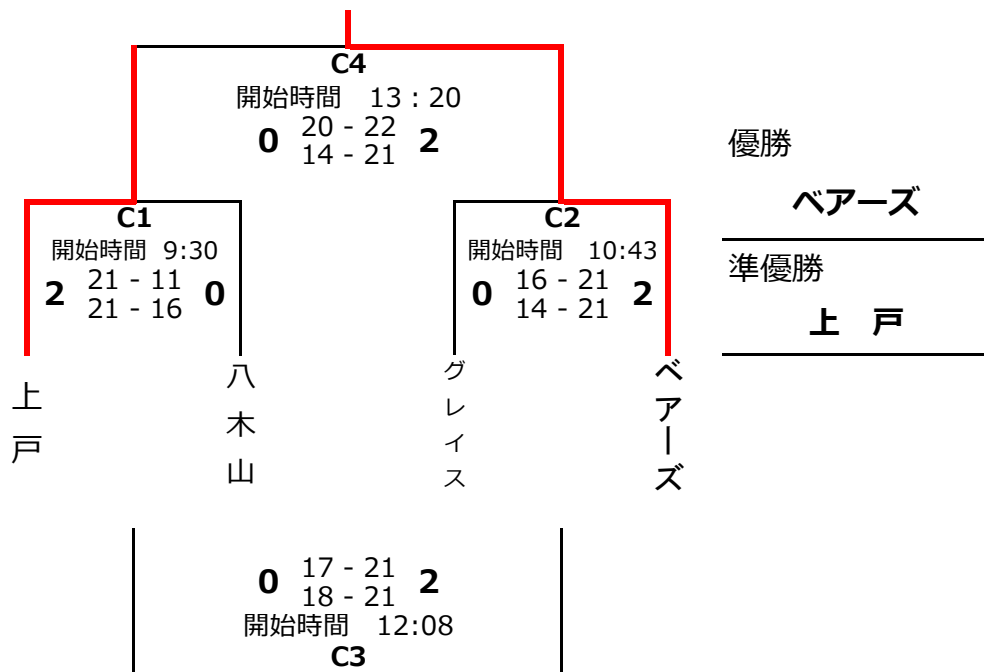 C4
開始時間 13：20
0 20 - 22 2
14 - 21
優勝
ベアーズ
C1
開始時間 9:30
2 21 - 11 0
21 - 16
C2
開始時間 10:43
0 16 - 21 2
14 - 21
準優勝
上 戸
上戸
八木山
グレイス
ベアーズ
0 17 - 21 2
18 - 21
開始時間 12:08
C3